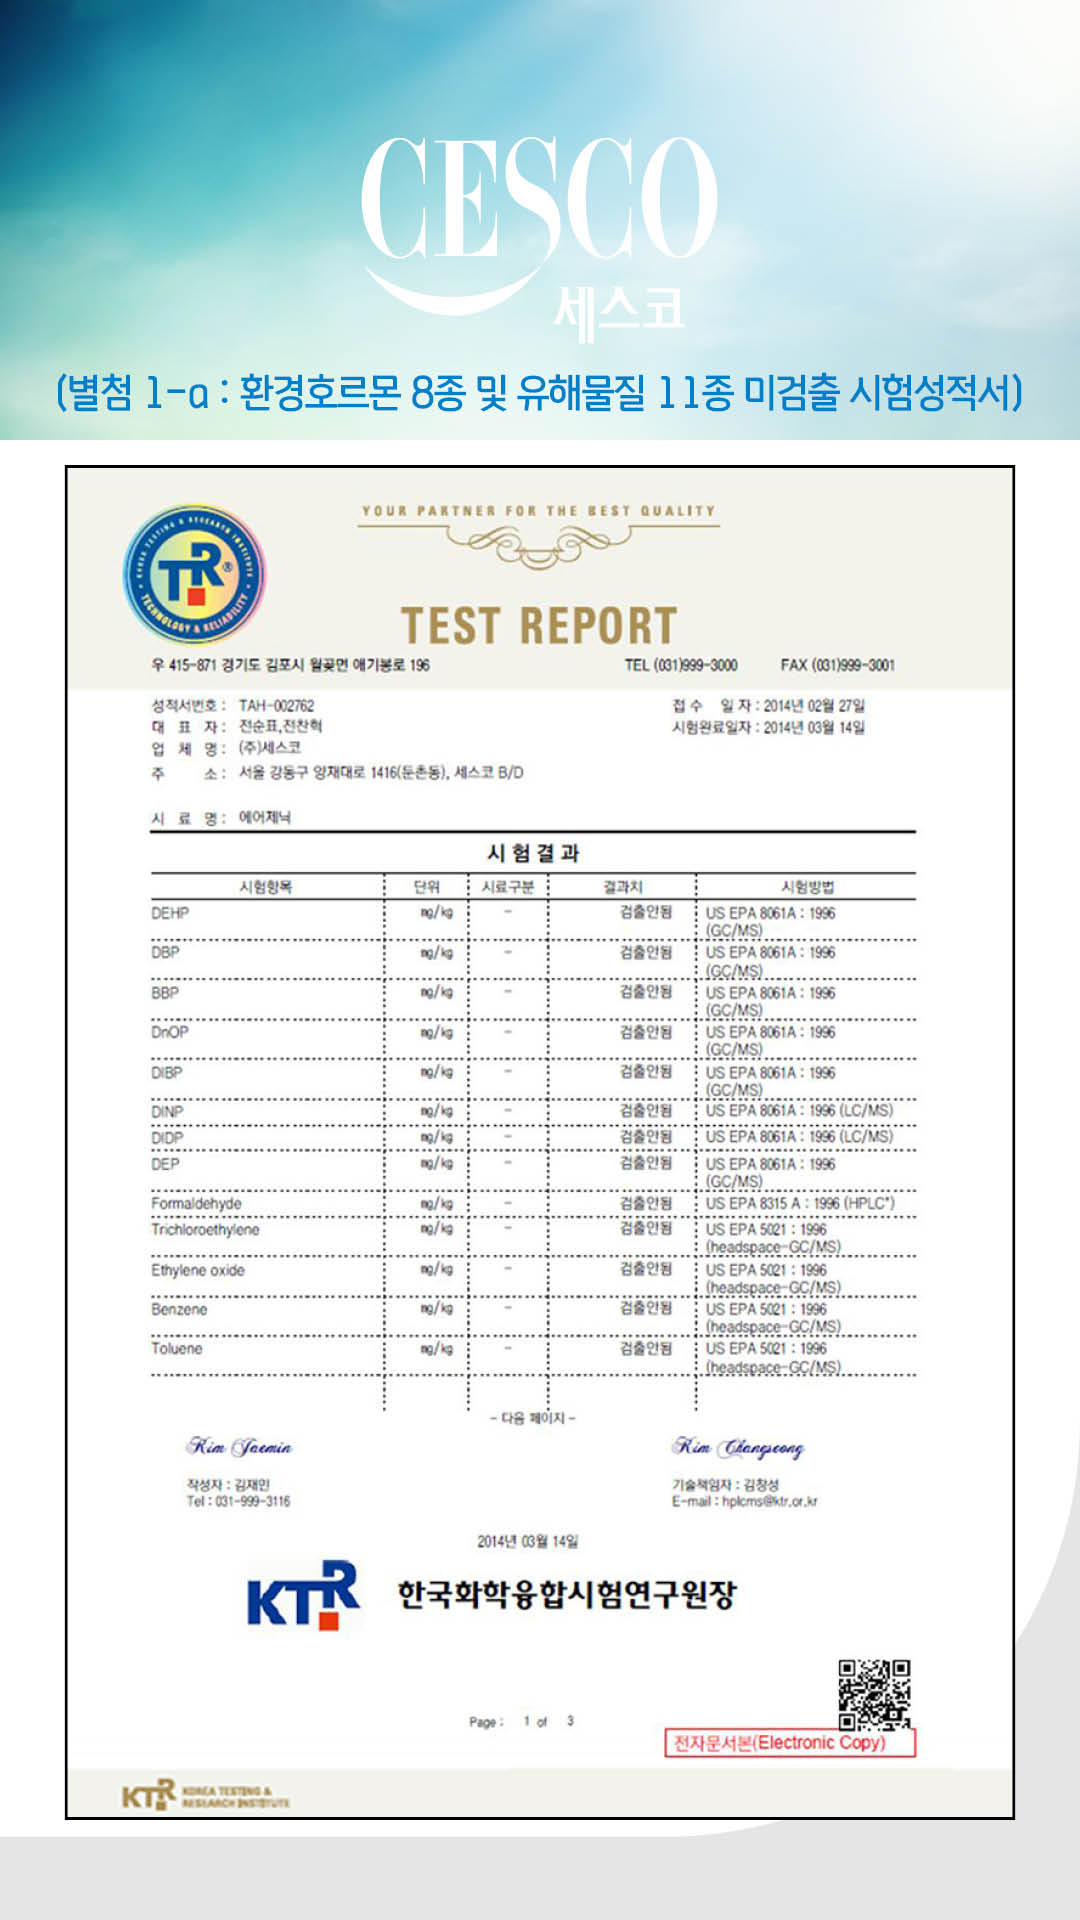 CESCO
세스코
(별첨 1-a : 환경호르몬 8종 및 유해물질 11종 미검출 시험성적서)
KOREA TESTING & RESEARCH INSTITUTE
TR®
TECHNOLOGY & RELIABILITY
YOUR PARTNER FOR THE BEST QUALITY
TEST REPORT
우 415-871 경기도 김포시 월곶면 애기봉로 196 TEL (031)999-3000 FAX (031)999-3001
성적서번호 : TAH-002762 접 수 일 자 : 2014년 02월 27일
대 표 자 : 전순표,전찬혁 시험완료일자 : 2014년 03월 14일
업 체 명 : (주)세스코
주 소 : 서울 강동구 양재대로 1416(둔촌동), 세스코 B/D
시 료 명 : 에어제닉
시 험 결 과
시험항목 단위 시료구분 결과치 시험방법
DEHP mg/kg - 검출안됨 US EPA 8061A : 1996
(GC/MS)
DBP mg/kg - 검출안됨 US EPA 8061A : 1996
(GC/MS)
BBP mg/kg - 검출안됨 US EPA 8061A : 1996
(GC/MS)
DnOP mg/kg - 검출안됨 US EPA 8061A : 1996
(GC/MS)
DIBP mg/kg - 검출안됨 US EPA 8061A : 1996
(GC/MS)
DINP mg/kg - 검출안됨 US EPA 8061A : 1996 (LC/MS)
DIDP mg/kg - 검출안됨 US EPA 8061A : 1996 (LC/MS)
DEP mg/kg - 검출안됨 US EPA 8061A : 1996
(GC/MS)
Formaldehyde mg/kg - 검출안됨 US EPA 8315 A : 1996 (HPLC*)
Trichloroethylene mg/kg - 검출안됨 US EPA 5021 : 1996
(headspace-GC/MS)
Ethylene oxide mg/kg - 검출안됨 US EPA 5021 : 1996
(headspace-GC/MS)
Benzene mg/kg - 검출안됨 US EPA 5021 : 1996
(headspace-GC/MS)
Toluene mg/kg - 검출안됨 US EPA 5021 : 1996
(headspace-GC/MS)
- 다음 페이지 -
Kim Jaemin Kim Changseong
작성자 : 김재민 기술책임자 : 김창성
Tel : 031-999-3116 E-mail : hplcms@ktr.or.kr
2014년 03월 14일
KTR 한국화학융합시험연구원장
Page : 1 of 3
전자문서본(Electronic Copy)
KTR KOREA TESTING &
RESEARCH INSTITUTE